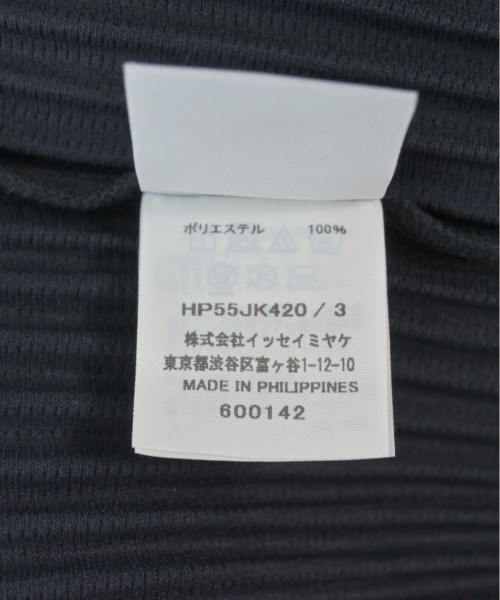 ポリエステル 100%
HP55JK420 / 3
株式会社イッセイミヤケ
東京都渋谷区富ヶ谷1-12-10
MADE IN PHILIPPINES
600142